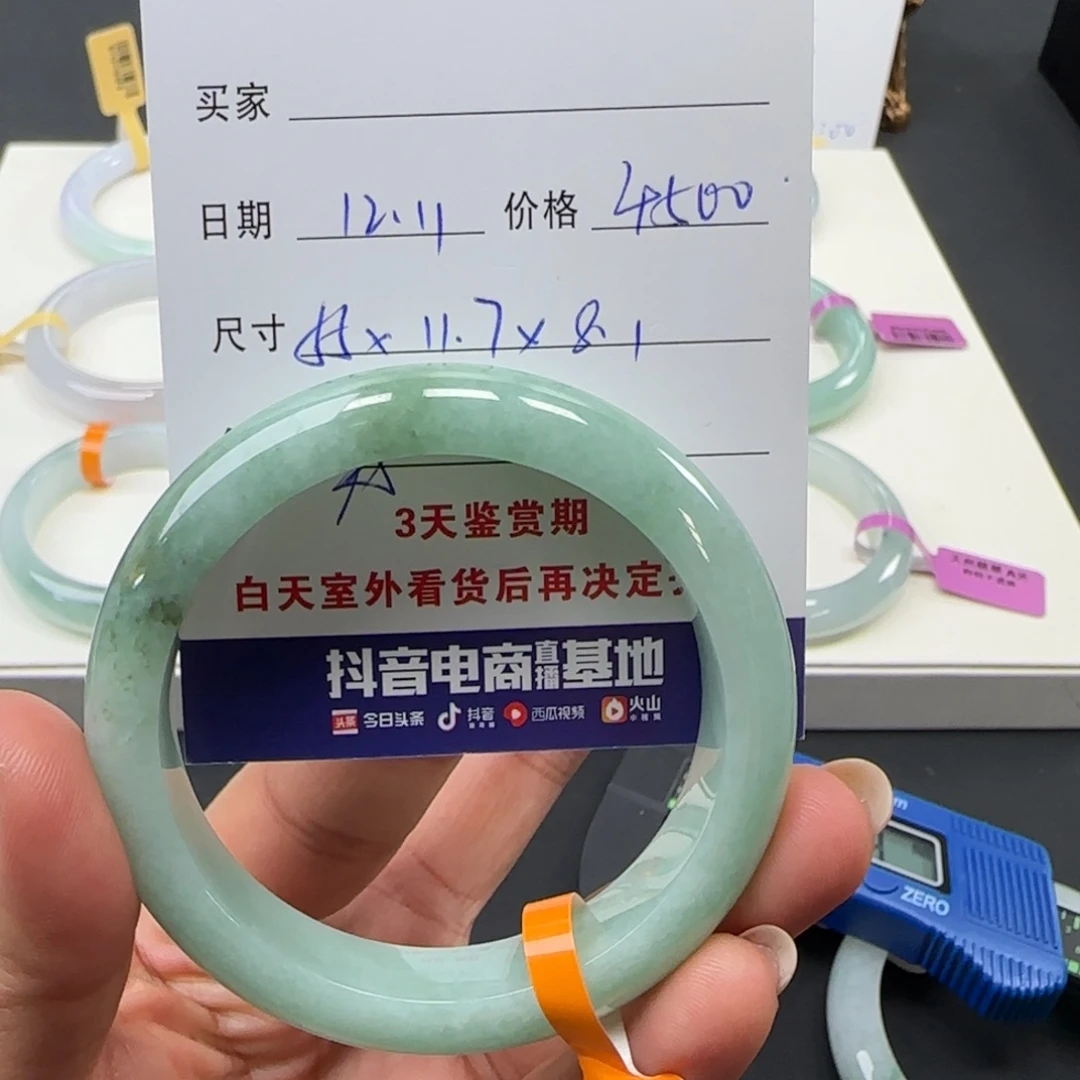 买家
日期 12.11 价格 4500
尺寸 x 11.7 x 8.1
3天鉴赏期
白天室外看货后再决定
抖音电商直播基地
头条 今日头条 抖音 西瓜视频 火山
ZERO